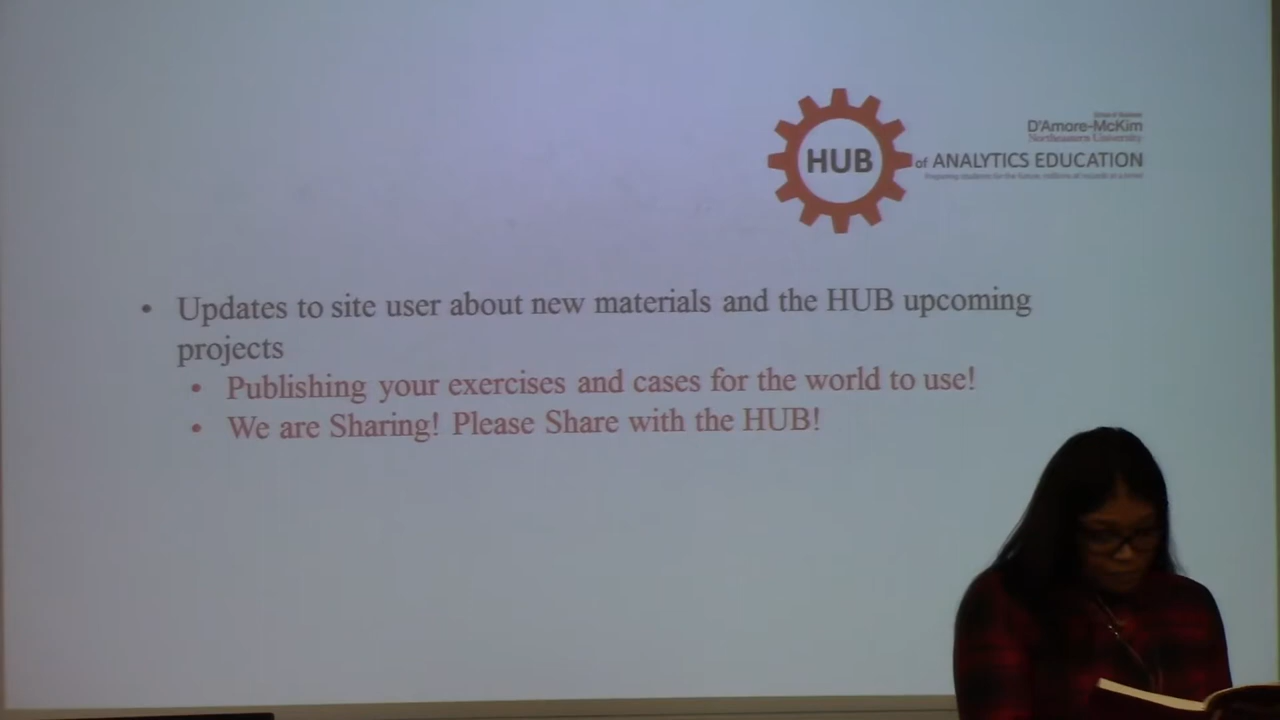 D'Amore-McKim
Northeastern University
HUB
of ANALYTICS EDUCATION
• Updates to site user about new materials and the HUB upcoming
projects
• Publishing your exercises and cases for the world to use!
• We are Sharing! Please Share with the HUB!